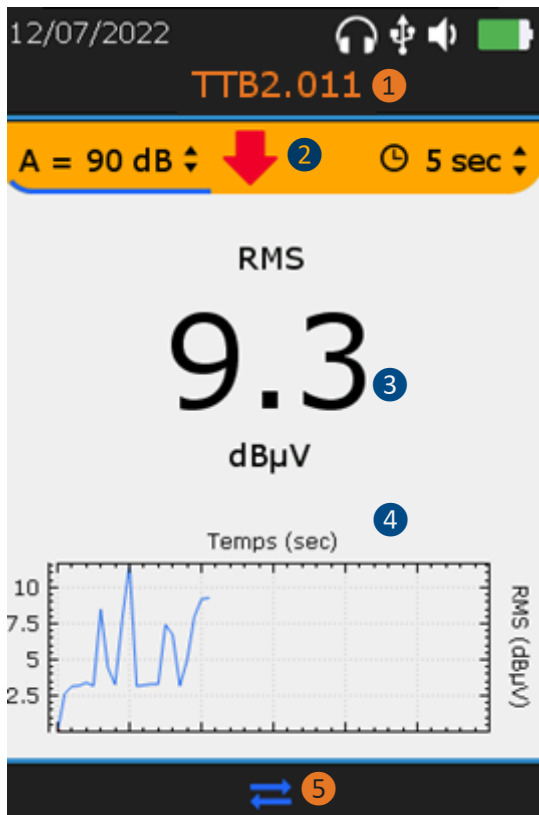 12/07/2022
TTB2.011 1
A = 90 dB 2 5 sec
RMS
9.3 3
dBµV
4
Temps (sec)
10
7.5
5
2.5
RMS (dBµV)
5